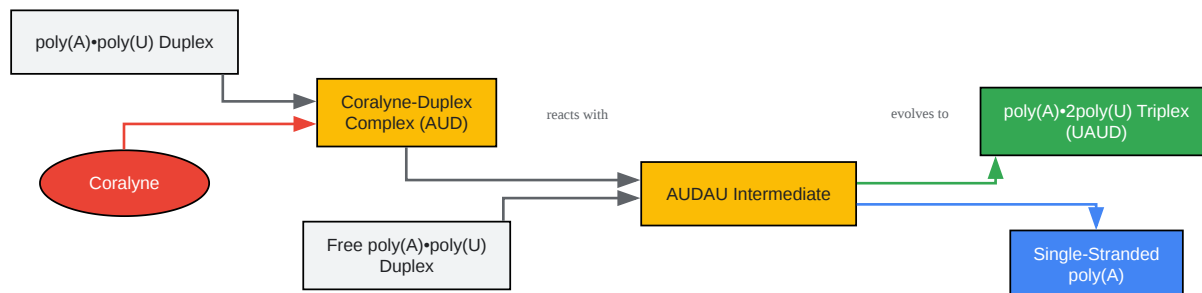 poly(A)•poly(U) Duplex
Coralyne
Coralyne-Duplex
Complex (AUD)
reacts with
Free poly(A)•poly(U)
Duplex
AUDAU Intermediate
evolves to
poly(A)•2poly(U) Triplex
(UAUD)
Single-Stranded
poly(A)